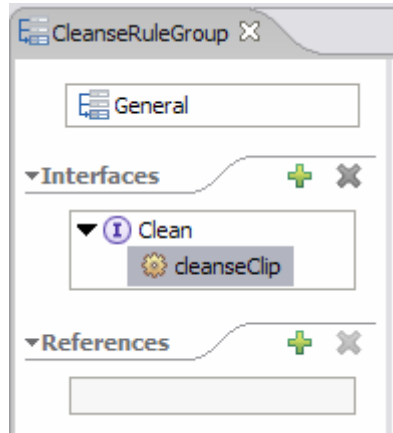 CleanseRuleGroup
General
Interfaces
I Clean
cleanseClip
References